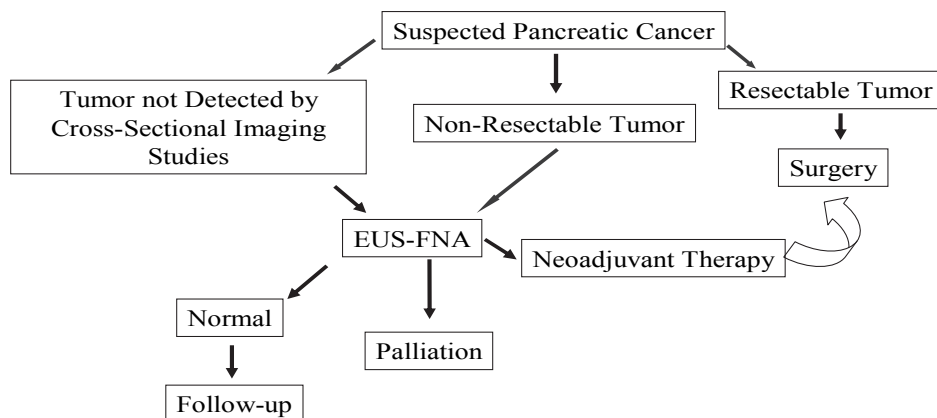 Suspected Pancreatic Cancer
Tumor not Detected by
Cross-Sectional Imaging
Studies
Non-Resectable Tumor
Resectable Tumor
Surgery
EUS-FNA
Neoadjuvant Therapy
Normal
Palliation
Follow-up